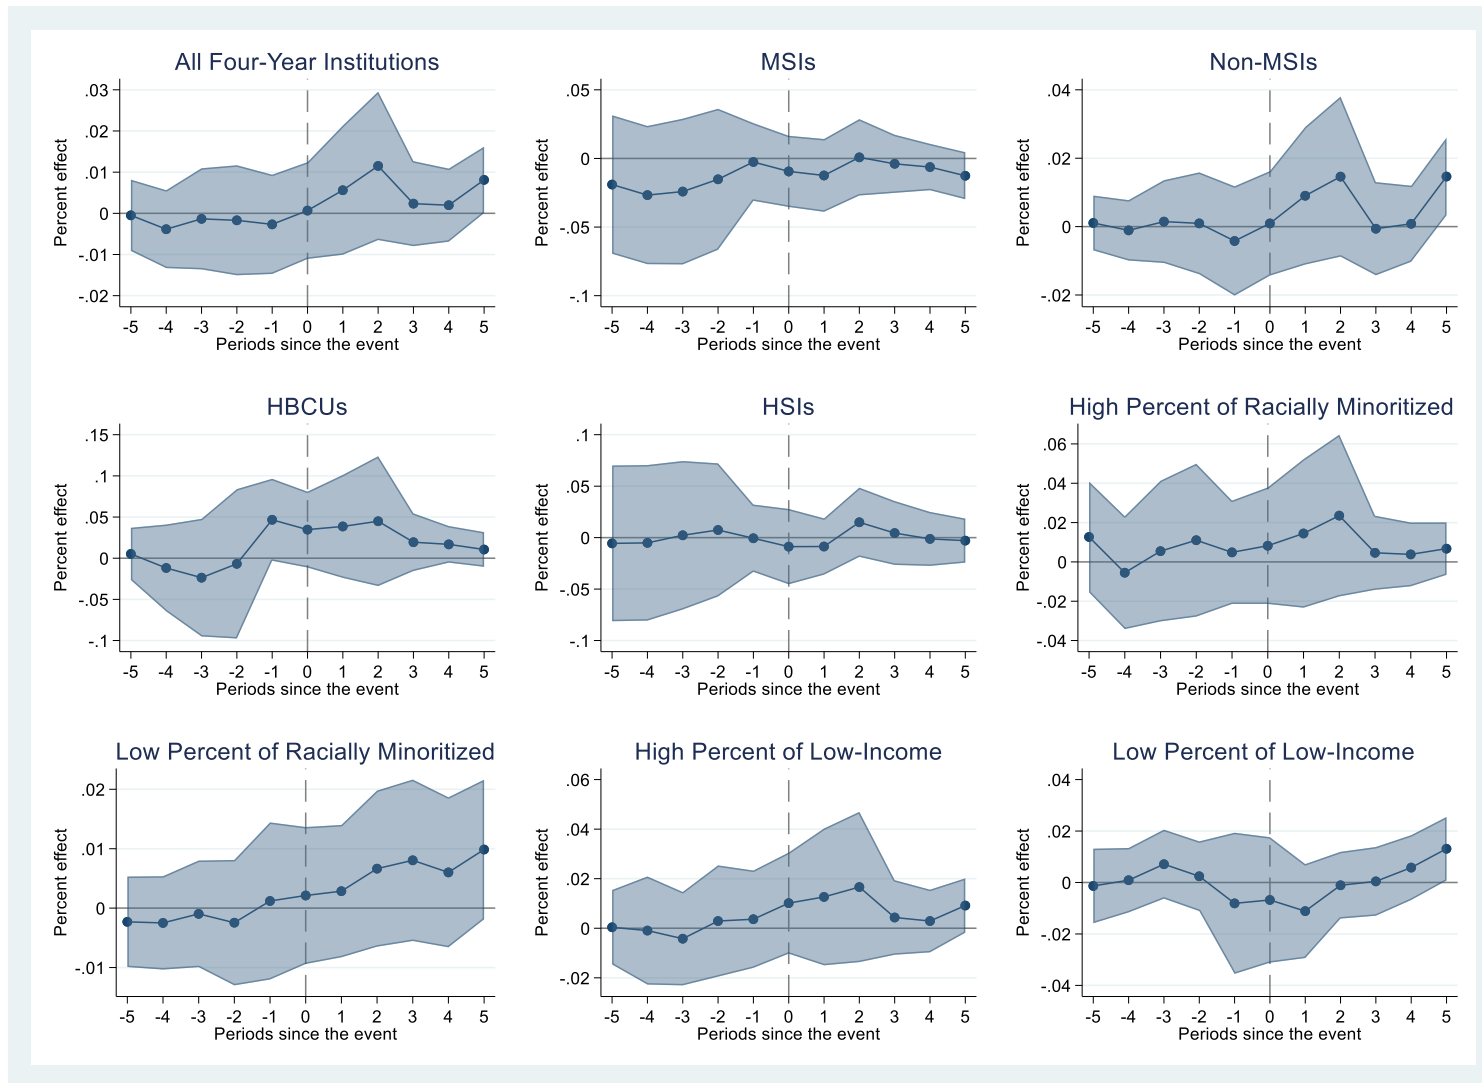 All Four-Year Institutions
Percent effect
.03
.02
.01
0
-.01
-.02
-5 -4 -3 -2 -1 0 1 2 3 4 5
Periods since the event
MSIs
Percent effect
.05
0
-.05
-.1
-5 -4 -3 -2 -1 0 1 2 3 4 5
Periods since the event
Non-MSIs
Percent effect
.04
.02
0
-.02
-5 -4 -3 -2 -1 0 1 2 3 4 5
Periods since the event
HBCUs
Percent effect
.15
.1
.05
0
-.05
-.1
-5 -4 -3 -2 -1 0 1 2 3 4 5
Periods since the event
HSIs
Percent effect
.1
.05
0
-.05
-.1
-5 -4 -3 -2 -1 0 1 2 3 4 5
Periods since the event
High Percent of Racially Minoritized
Percent effect
.06
.04
.02
0
-.02
-.04
-5 -4 -3 -2 -1 0 1 2 3 4 5
Periods since the event
Low Percent of Racially Minoritized
Percent effect
.02
.01
0
-.01
-5 -4 -3 -2 -1 0 1 2 3 4 5
Periods since the event
High Percent of Low-Income
Percent effect
.06
.04
.02
0
-.02
-5 -4 -3 -2 -1 0 1 2 3 4 5
Periods since the event
Low Percent of Low-Income
Percent effect
.04
.02
0
-.02
-.04
-5 -4 -3 -2 -1 0 1 2 3 4 5
Periods since the event